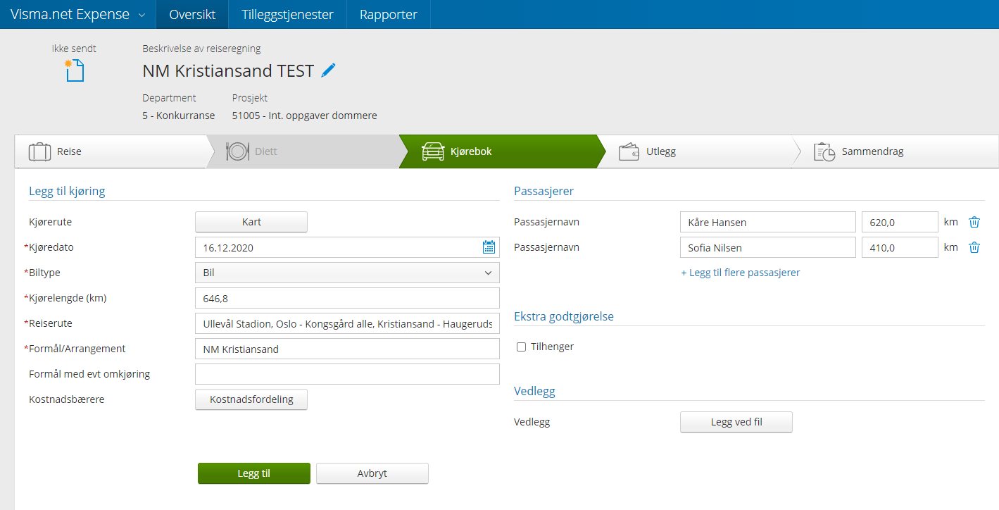 Visma.net Expense Oversikt Tilleggstjenester Rapporter
Ikke sendt
Beskrivelse av reiseregning
NM Kristiansand TEST
Department Prosjekt
5 - Konkurranse 51005 - Int. oppgaver dommere
Reise Diett Kjørebok Utlegg Sammendrag
Legg til kjøring
Kjørerute Kart
*Kjøredato 16.12.2020
*Biltype Bil
*Kjørelengde (km) 646,8
*Reiserute Ullevål Stadion, Oslo - Kongsgård alle, Kristiansand - Haugeruds
*Formål/Arrangement NM Kristiansand
Formål med evt omkjøring
Kostnadsbærere Kostnadsfordeling
Legg til Avbryt
Passasjerer
Passasjernavn Kåre Hansen 620,0 km
Passasjernavn Sofia Nilsen 410,0 km
+ Legg til flere passasjerer
Ekstra godtgjørelse
Tilhenger
Vedlegg
Vedlegg Legg ved fil